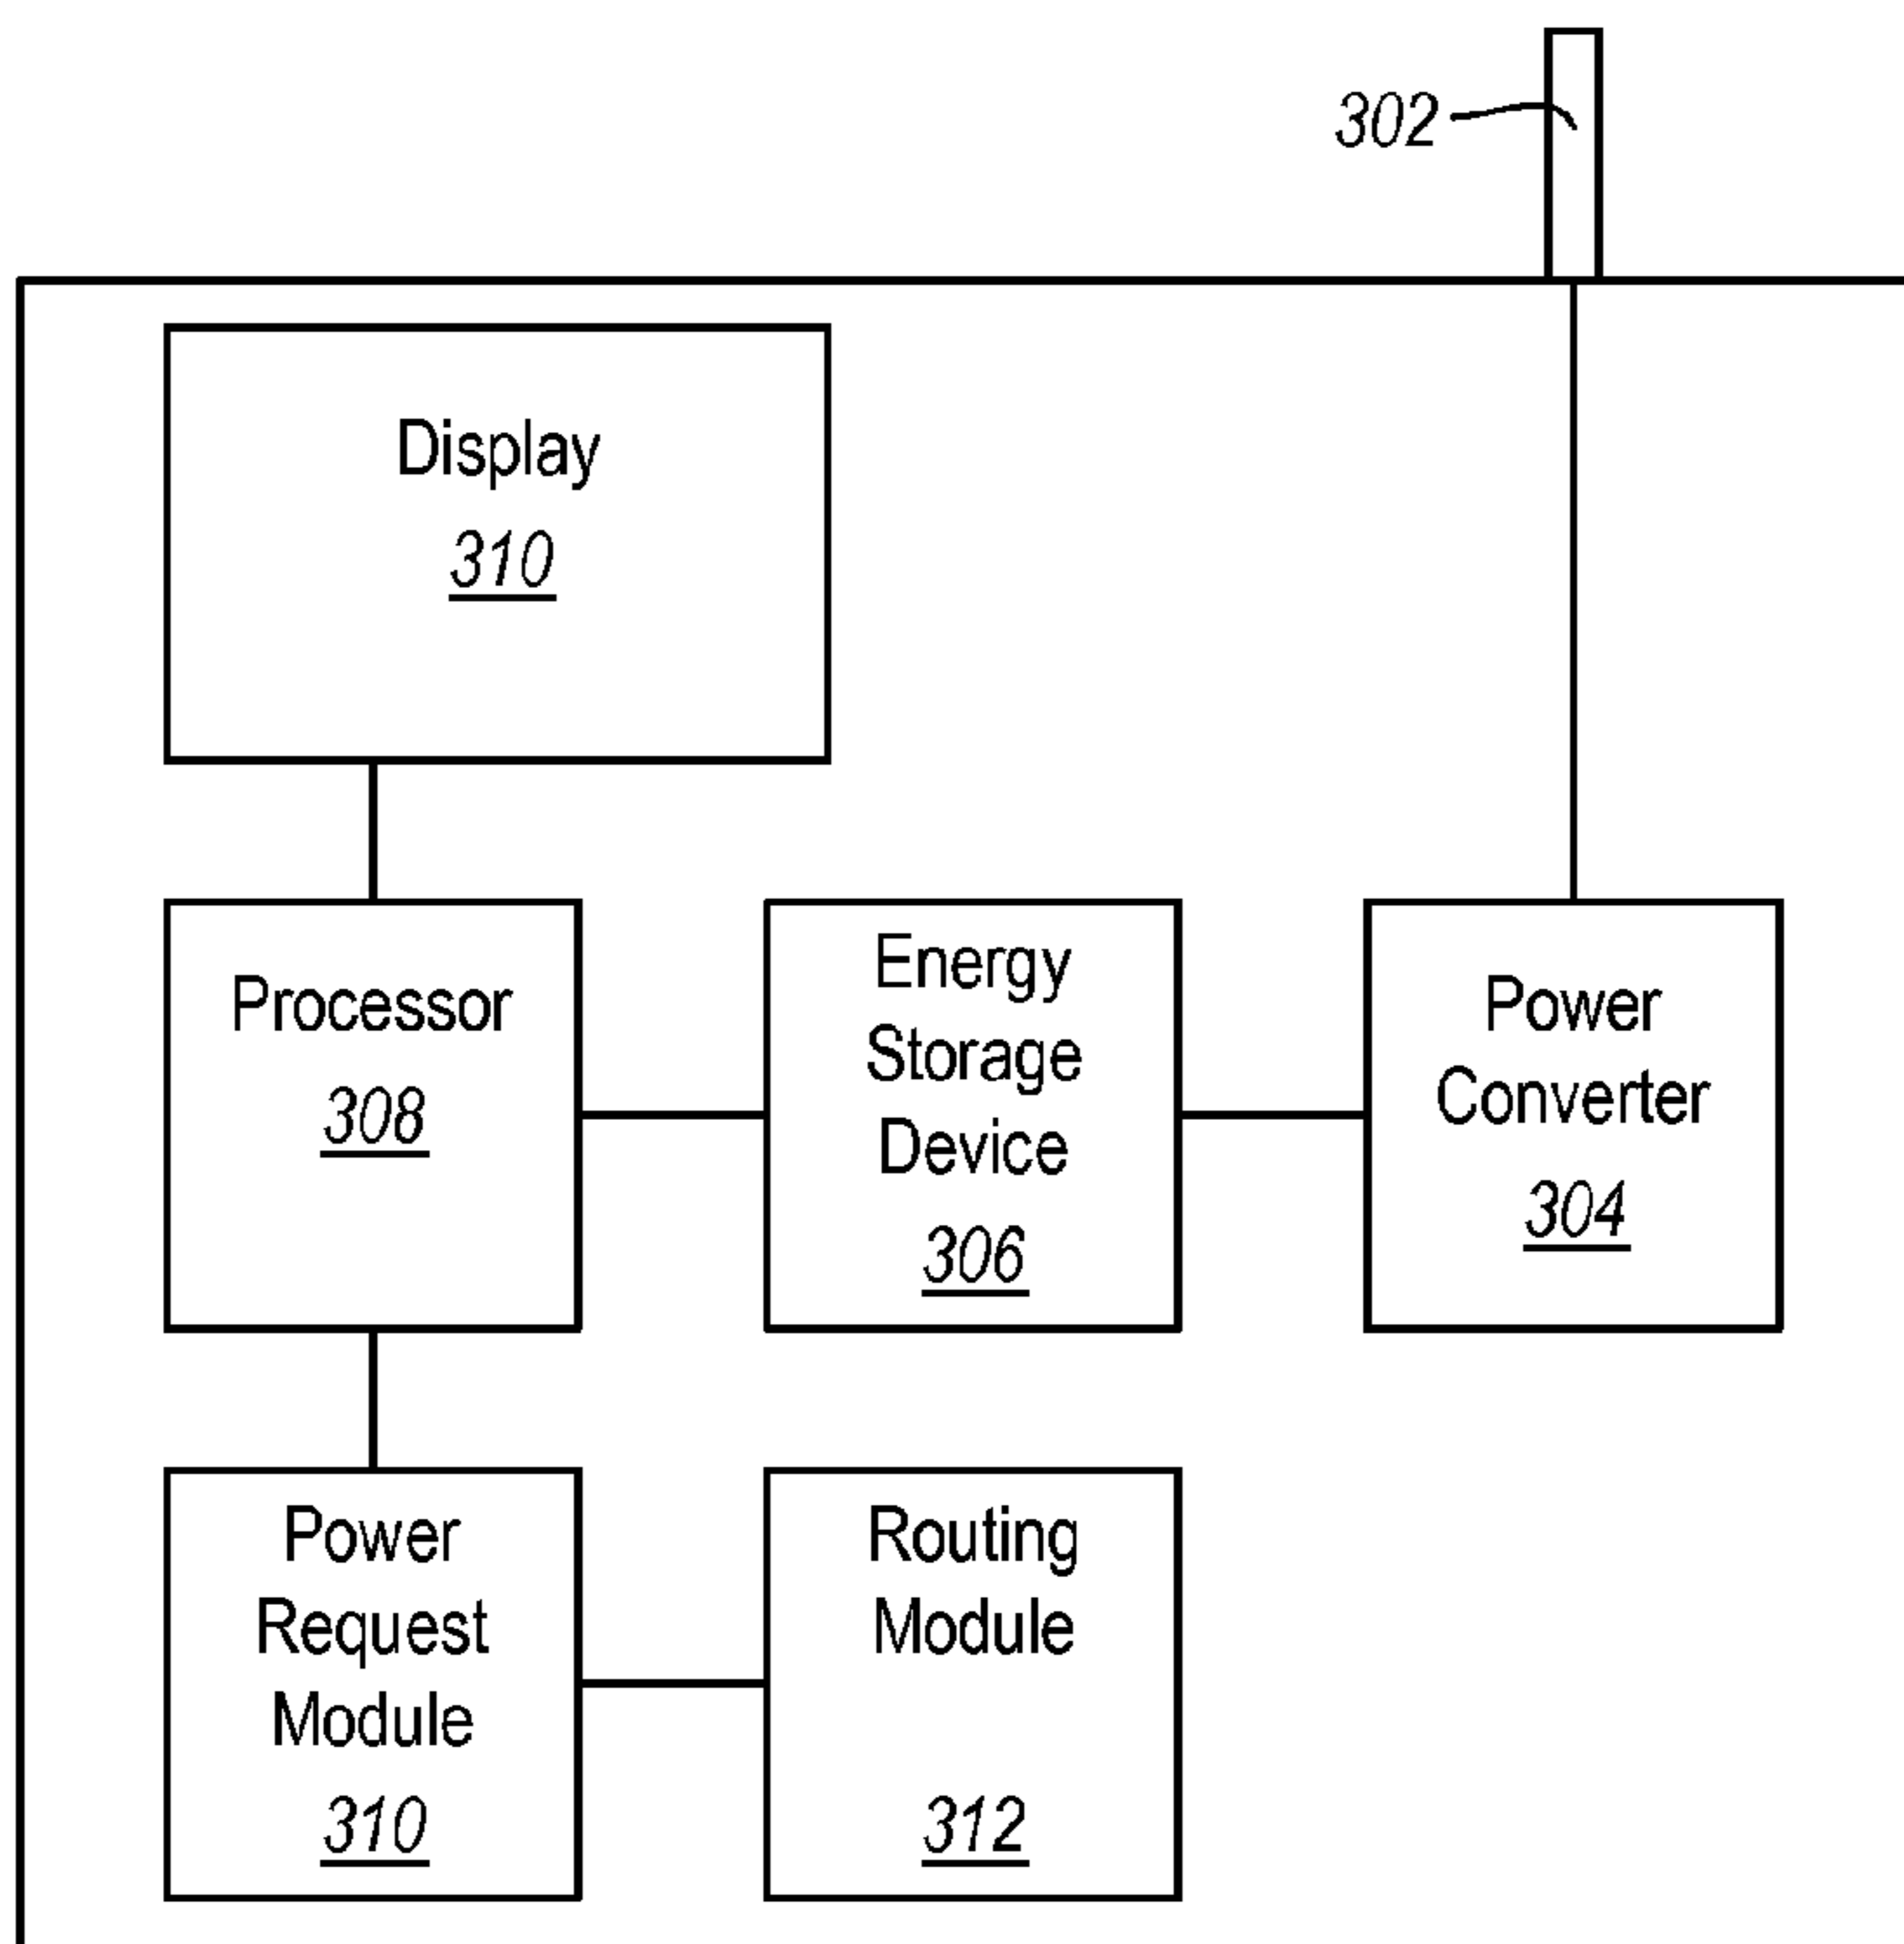 302
Display
310
Processor
308
Energy
Storage
Device
306
Power
Converter
304
Power
Request
Module
310
Routing
Module
312